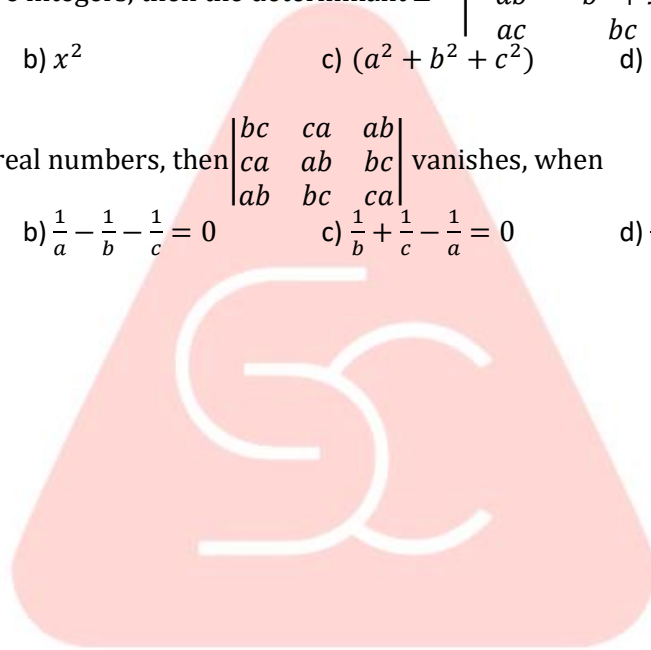 integers, then the determinant
ab
ac bc
b) x² c) (a² + b² + c²) d)
real numbers, then |bc ca ab| vanishes, when
|ca ab bc|
|ab bc ca|
b) 1/a − 1/b − 1/c = 0 c) 1/b + 1/c − 1/a = 0 d)
SC